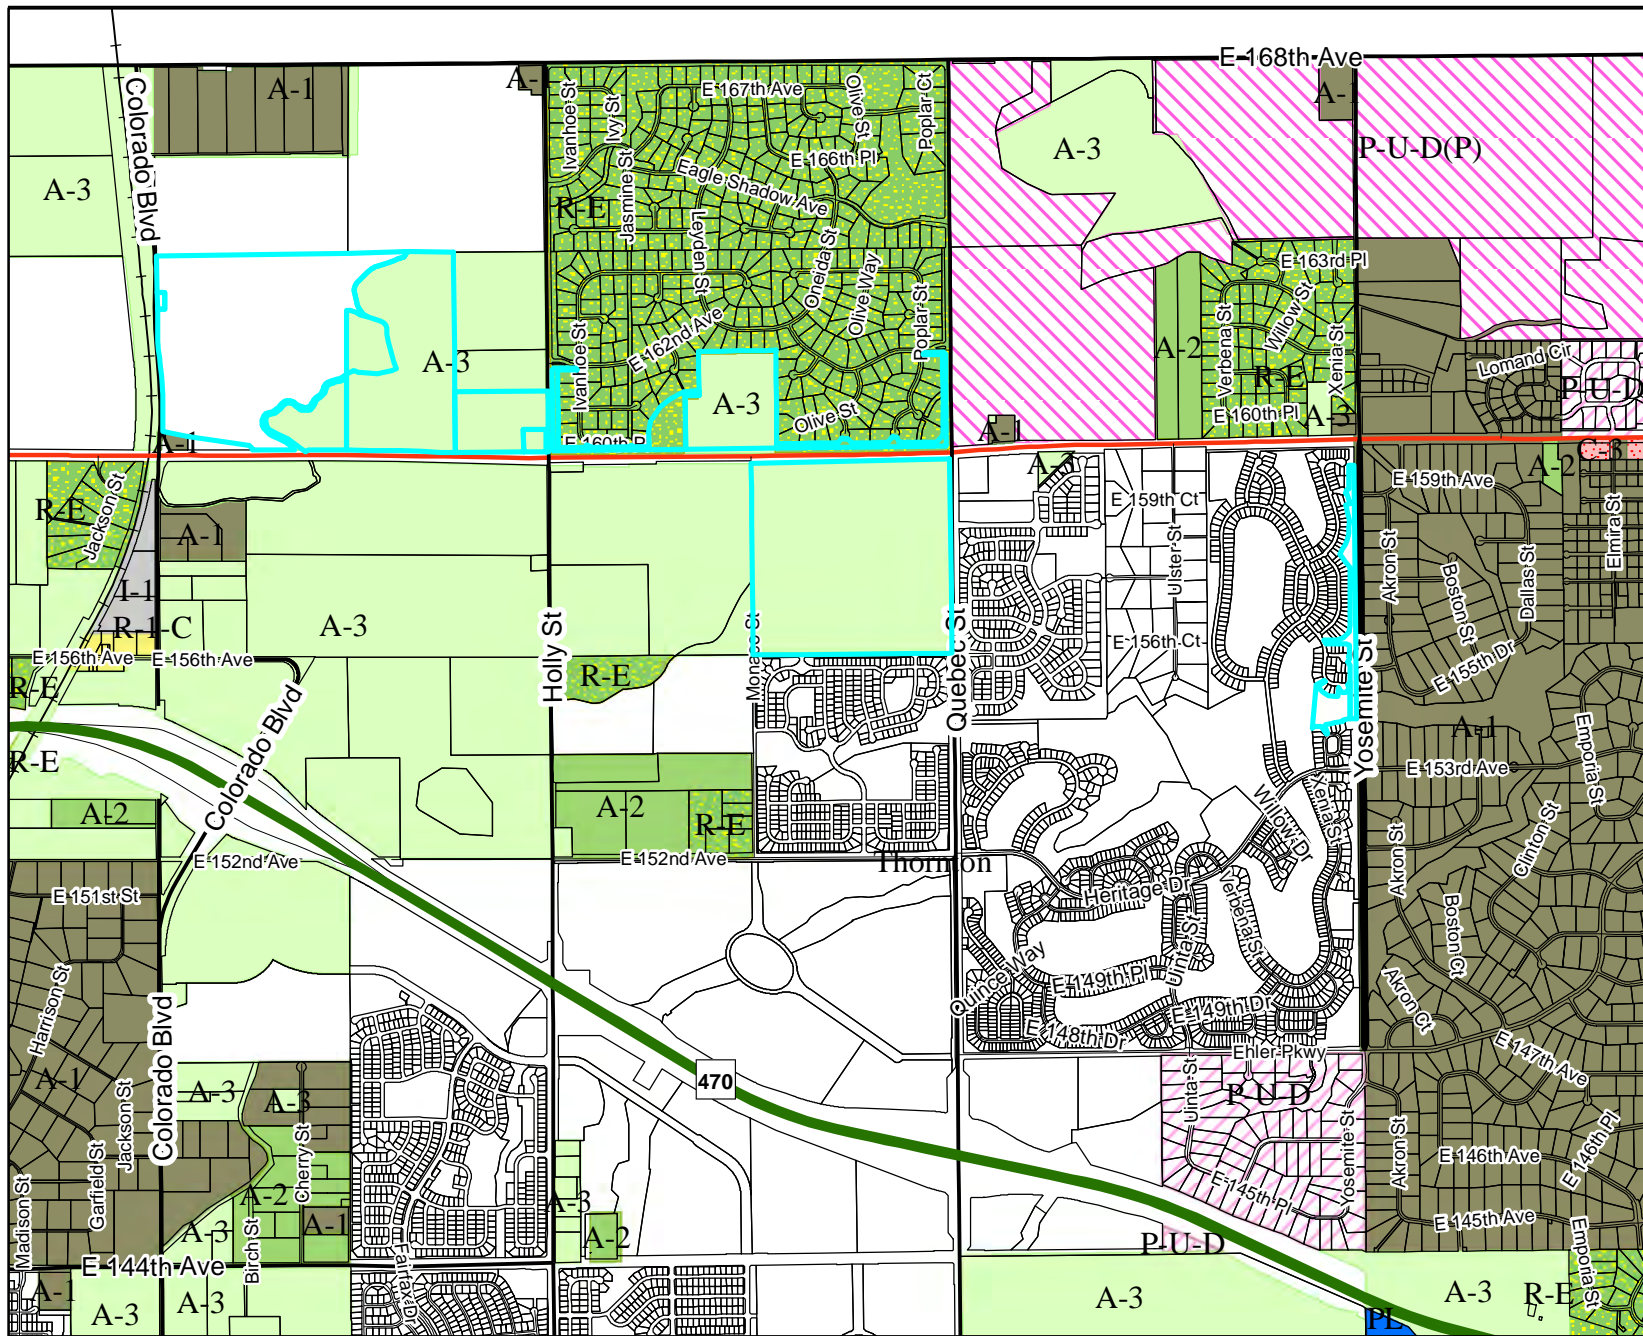 E 168th Ave
A-1
A-1
A-1
Colorado Blvd
Ivanhoe St
Ivy St
E 167th Ave
Olive St
Poplar Ct
E 166th Pl
Eagle Shadow Ave
A-3
P-U-D(P)
A-3
Jasmine St
R-E
Leyden St
Oneida St
Olive Way
E 163rd Pl
Willow St
Verbena St
Xenia St
Poplar St
Ivanhoe St
E 162nd Ave
A-3
A-2
Lomand Cir
R-E
P-U-D
A-3
Olive St
E 160th Pl
A-3
A-1
E 160th P
A-1
C-3
A-3
A-2
E 159th Ave
E 159th Ct
R-E
Jackson St
A-1
Ulster St
Akron St
Boston St
Dallas St
Elmira St
I-1
R-1-C
A-3
Holly St
Quebec St
E 156th Ct
E 156th Ave
E 156th Ave
E 155th Dr
R-E
R-E
Yosemite St
Colorado Blvd
A-1
Emporia St
R-E
E 153rd Ave
A-2
A-2
R-E
Willow Dr
Xenia St
Clinton St
E 152nd Ave
E 152nd Ave
Thornton
Akron St
E 151st St
Heritage Dr
Verbena St
Boston Ct
Uinta St
Harrison St
Quince Way
E 149th Pl
E 149th Dr
E 148th Dr
Akron Ct
Colorado Blvd
Ehler Pkwy
E 147th Ave
A-1
A-3
A-3
470
P-U-D
Uinta St
Jackson St
Cherry St
Yosemite St
Akron St
E 146th Ave
E 146th Pl
Garfield St
Madison St
A-2
A-3
A-1
Birch St
A-3
A-2
E 145th Pl
E 145th Ave
P-U-D
Emporia St
E 144th Ave
Fairfax Dr
A-1
A-3
A-3
A-3
A-3
R-E
PL